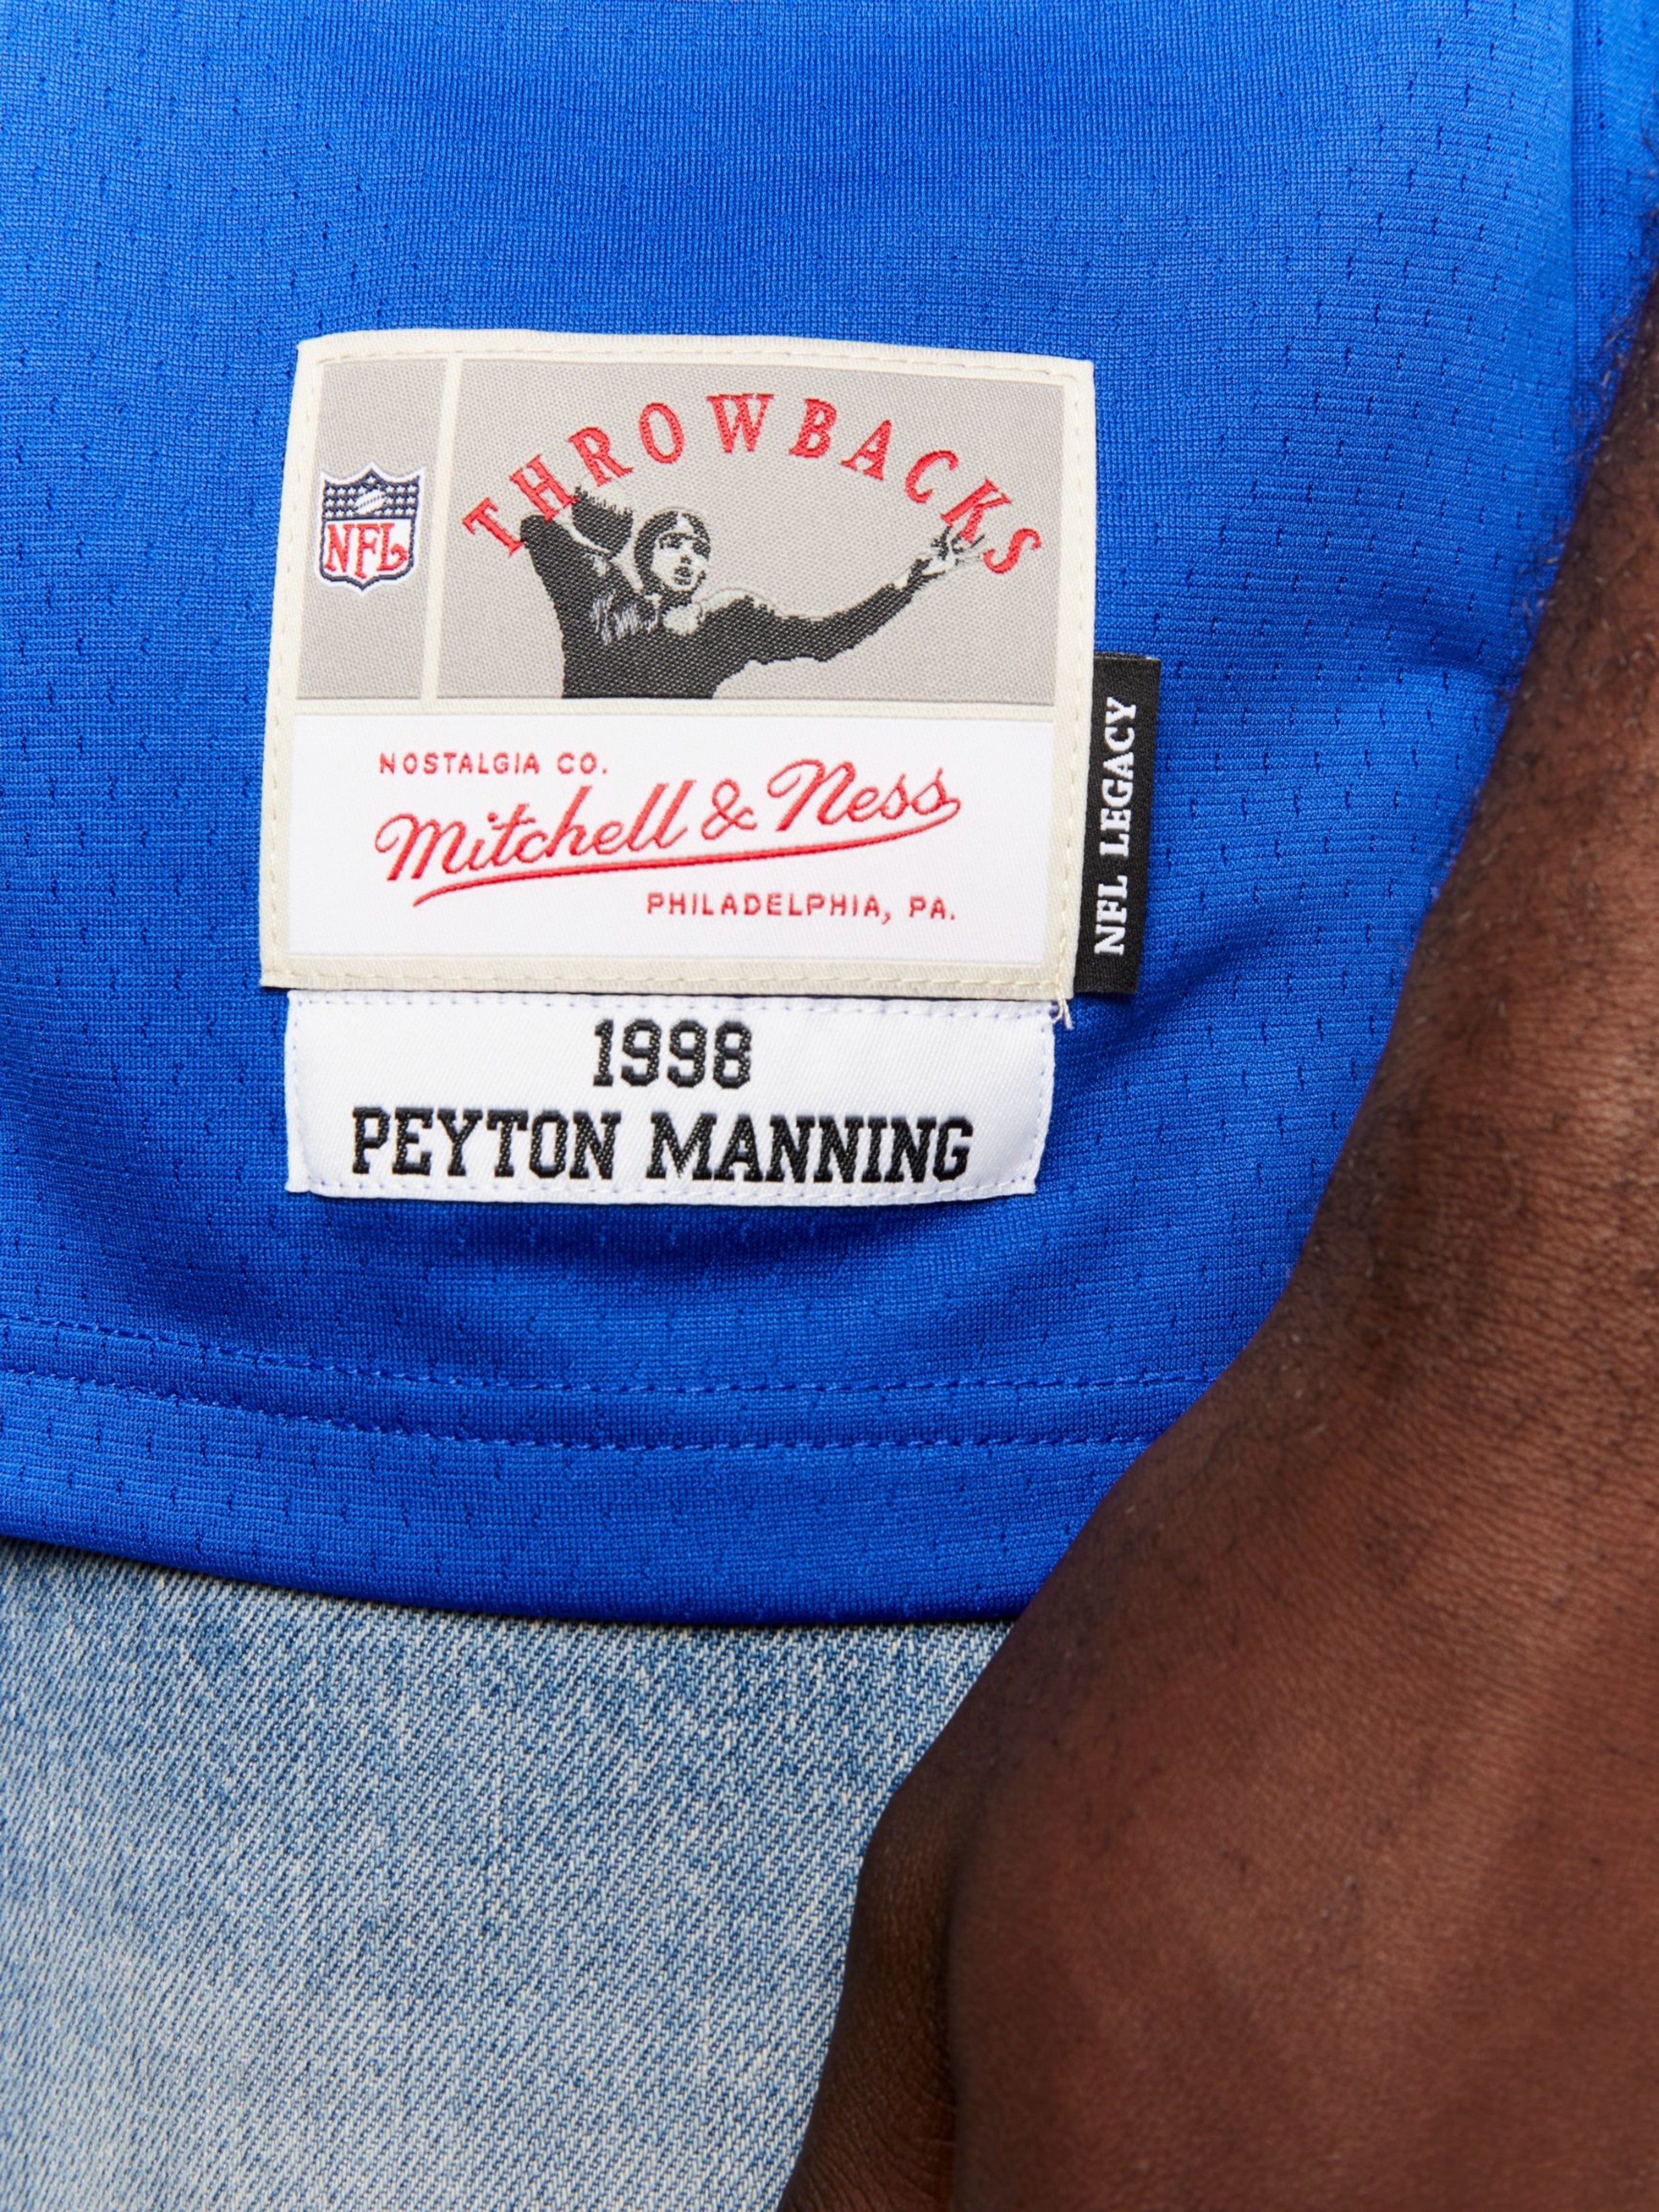 THROWBACKS
NFL
NOSTALGIA CO.
Mitchell & Ness
PHILADELPHIA, PA.
NFL LEGACY
1998
PEYTON MANNING